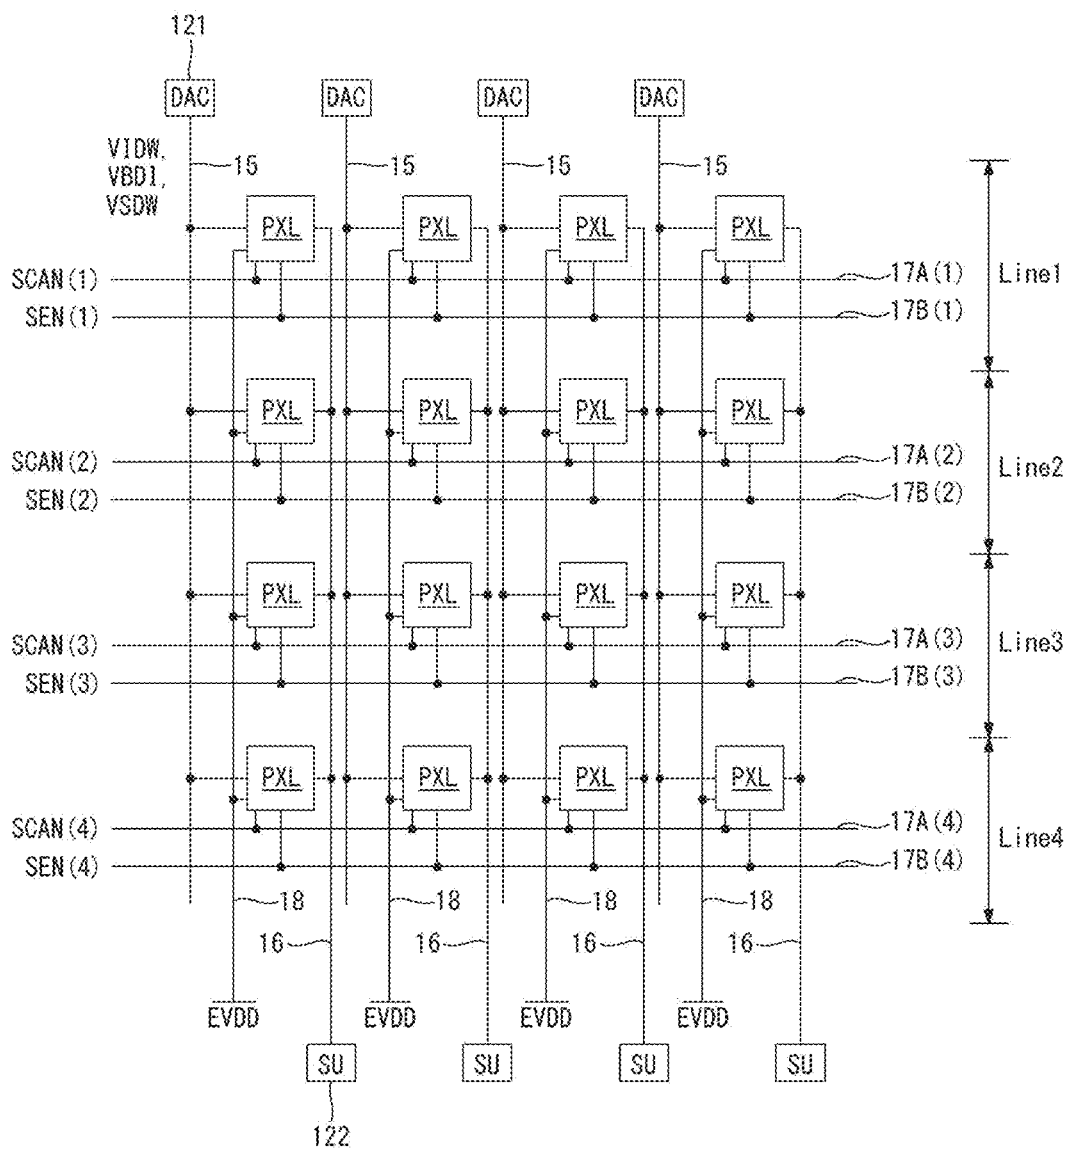 121
DAC DAC DAC DAC
VIDW,
VBDI,
VSDW
15 15 15 15
PXL PXL PXL PXL
SCAN(1) 17A(1)
Line1
SEN(1) 17B(1)
PXL PXL PXL PXL
SCAN(2) 17A(2)
Line2
SEN(2) 17B(2)
PXL PXL PXL PXL
SCAN(3) 17A(3)
Line3
SEN(3) 17B(3)
PXL PXL PXL PXL
SCAN(4) 17A(4)
Line4
SEN(4) 17B(4)
18 18 18 18
16 16 16 16
EVDD EVDD EVDD EVDD
SU SU SU SU
122